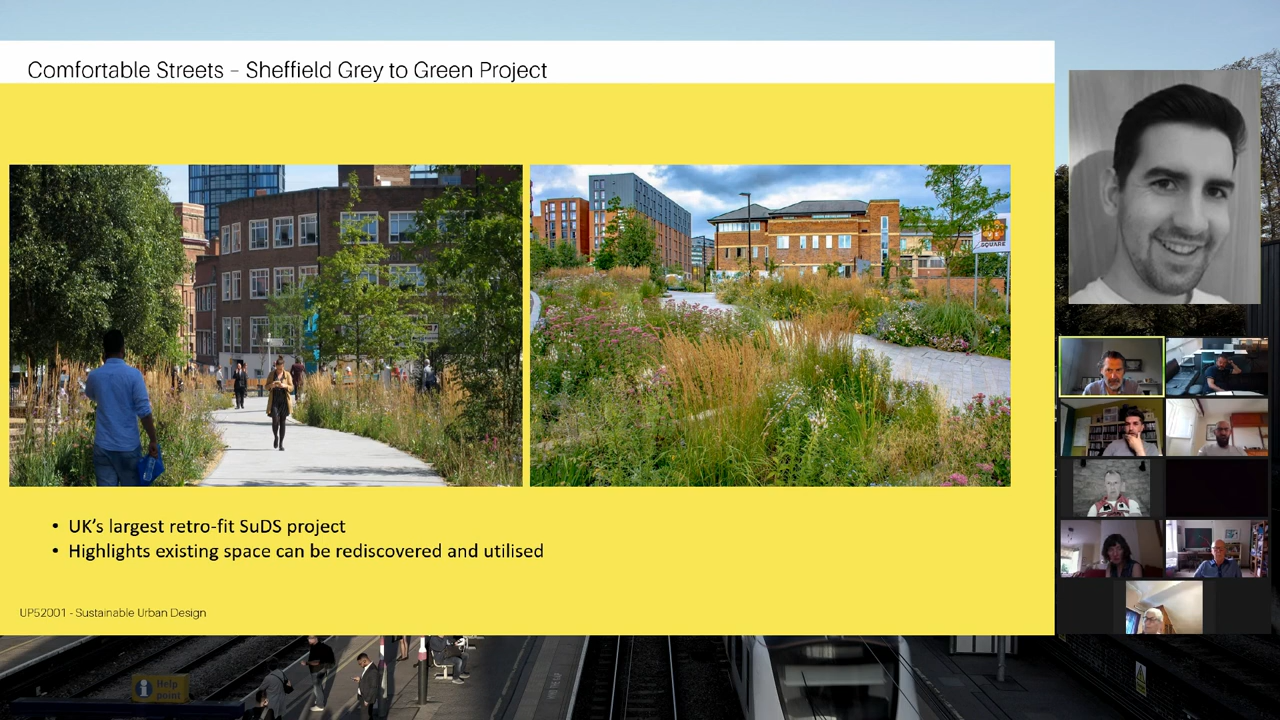 Comfortable Streets – Sheffield Grey to Green Project
SQUARE
• UK's largest retro-fit SuDS project
• Highlights existing space can be rediscovered and utilised
UP52001 - Sustainable Urban Design
i Help
point